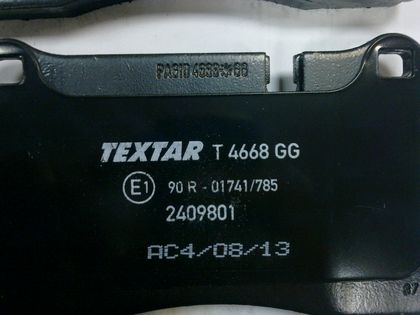 TEXTAR T 4668 GG
E1 90 R - 01741/785
2409801
AC4/08/13